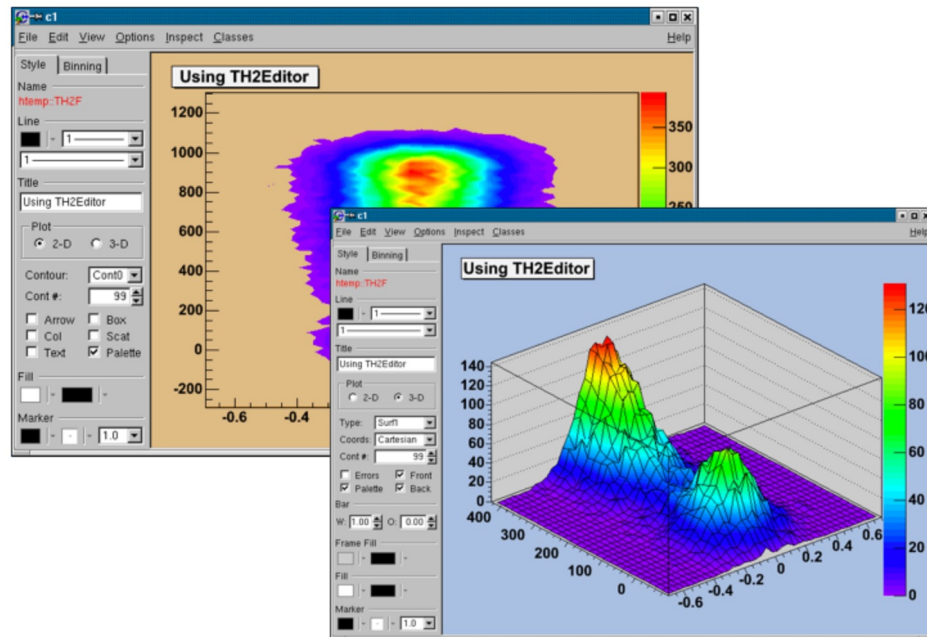 c1
File Edit View Options Inspect Classes Help
Style Binning
Name
htemp::TH2F
Line
1
1
Title
Using TH2Editor
Plot
2-D 3-D
Contour: Cont0
Cont #: 99
Arrow Box
Col Scat
Text Palette
Fill
Marker
1.0
Using TH2Editor
1200
1000
800
600
400
200
0
-200
-0.6 -0.4
350
300
250
c1
File Edit View Options Inspect Classes Help
Style Binning
Name
htemp::TH2F
Line
1
1
Title
Using TH2Editor
Plot
2-D 3-D
Type: Surf1
Coords: Cartesian
Cont #: 99
Errors Front
Palette Back
Bar
W: 1.00 O: 0.00
Frame Fill
Fill
Marker
1.0
Using TH2Editor
140
120
100
80
60
40
20
0
400
300
200
100
0
-0.6 -0.4 -0.2 0 0.2 0.4 0.6
120
100
80
60
40
20
0